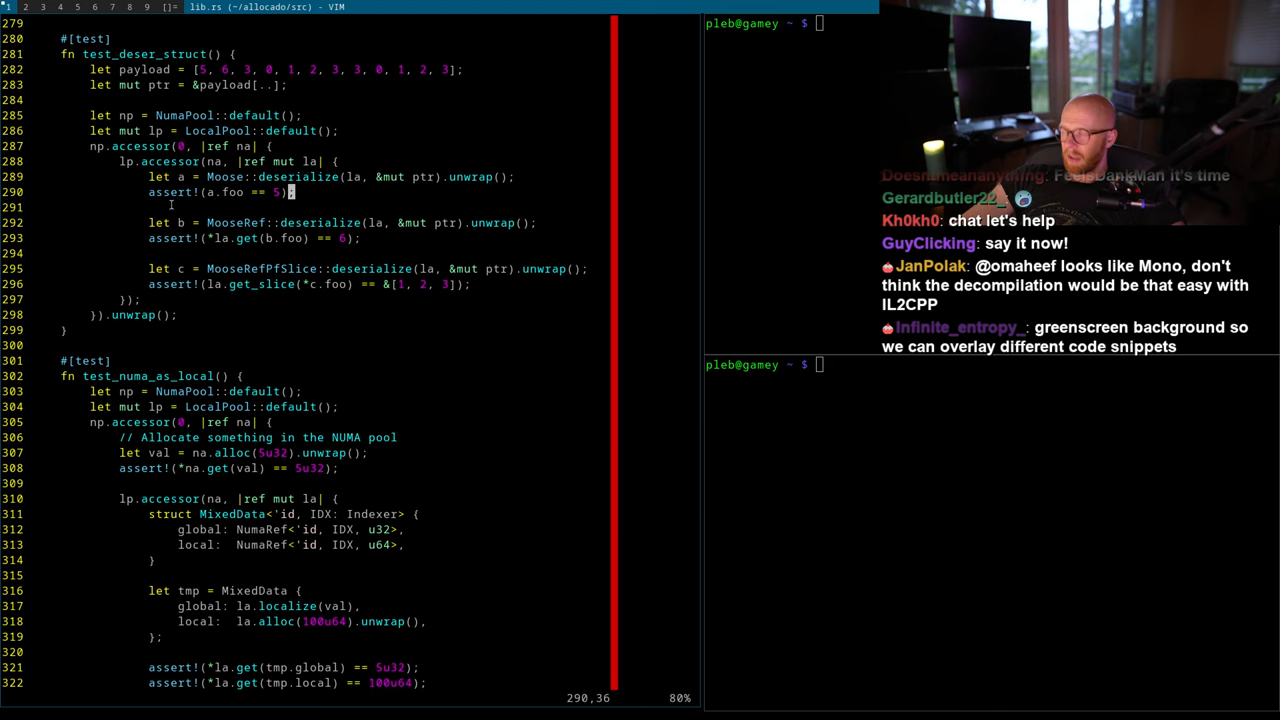 1 2 3 4 5 6 7 8 9 []= lib.rs (~/allocado/src) - VIM
279
280 #[test]
281 fn test_deser_struct() {
282 let payload = [5, 6, 3, 0, 1, 2, 3, 3, 0, 1, 2, 3];
283 let mut ptr = &payload[..];
284
285 let np = NumaPool::default();
286 let mut lp = LocalPool::default();
287 np.accessor(0, |ref na| {
288 lp.accessor(na, |ref mut la| {
289 let a = Moose::deserialize(la, &mut ptr).unwrap();
290 assert!(a.foo == 5);
291
292 let b = MooseRef::deserialize(la, &mut ptr).unwrap();
293 assert!(*la.get(b.foo) == 6);
294
295 let c = MooseRefPfSlice::deserialize(la, &mut ptr).unwrap();
296 assert!(la.get_slice(*c.foo) == &[1, 2, 3]);
297 });
298 }).unwrap();
299 }
300
301 #[test]
302 fn test_numa_as_local() {
303 let np = NumaPool::default();
304 let mut lp = LocalPool::default();
305 np.accessor(0, |ref na| {
306 // Allocate something in the NUMA pool
307 let val = na.alloc(5u32).unwrap();
308 assert!(*na.get(val) == 5u32);
309
310 lp.accessor(na, |ref mut la| {
311 struct MixedData<'id, IDX: Indexer> {
312 global: NumaRef<'id, IDX, u32>,
313 local: NumaRef<'id, IDX, u64>,
314 }
315
316 let tmp = MixedData {
317 global: la.localize(val),
318 local: la.alloc(100u64).unwrap(),
319 };
320
321 assert!(*la.get(tmp.global) == 5u32);
322 assert!(*la.get(tmp.local) == 100u64);
290,36 80%
pleb@gamey ~ $
pleb@gamey ~ $
Doesnameananything: FeelsDankMan it's time
Gerardbutler22_:
Kh0kh0: chat let's help
GuyClicking: say it now!
JanPolak: @omaheef looks like Mono, don't
think the decompilation would be that easy with
IL2CPP
Infinite_entropy_: greenscreen background so
we can overlay different code snippets